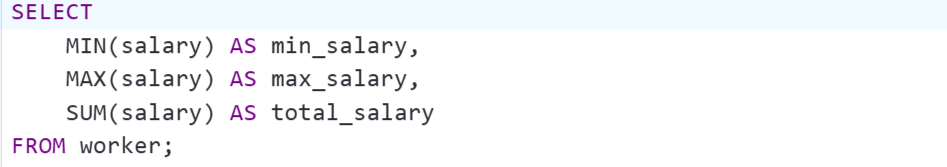 SELECT
    MIN(salary) AS min_salary,
    MAX(salary) AS max_salary,
    SUM(salary) AS total_salary
FROM worker;